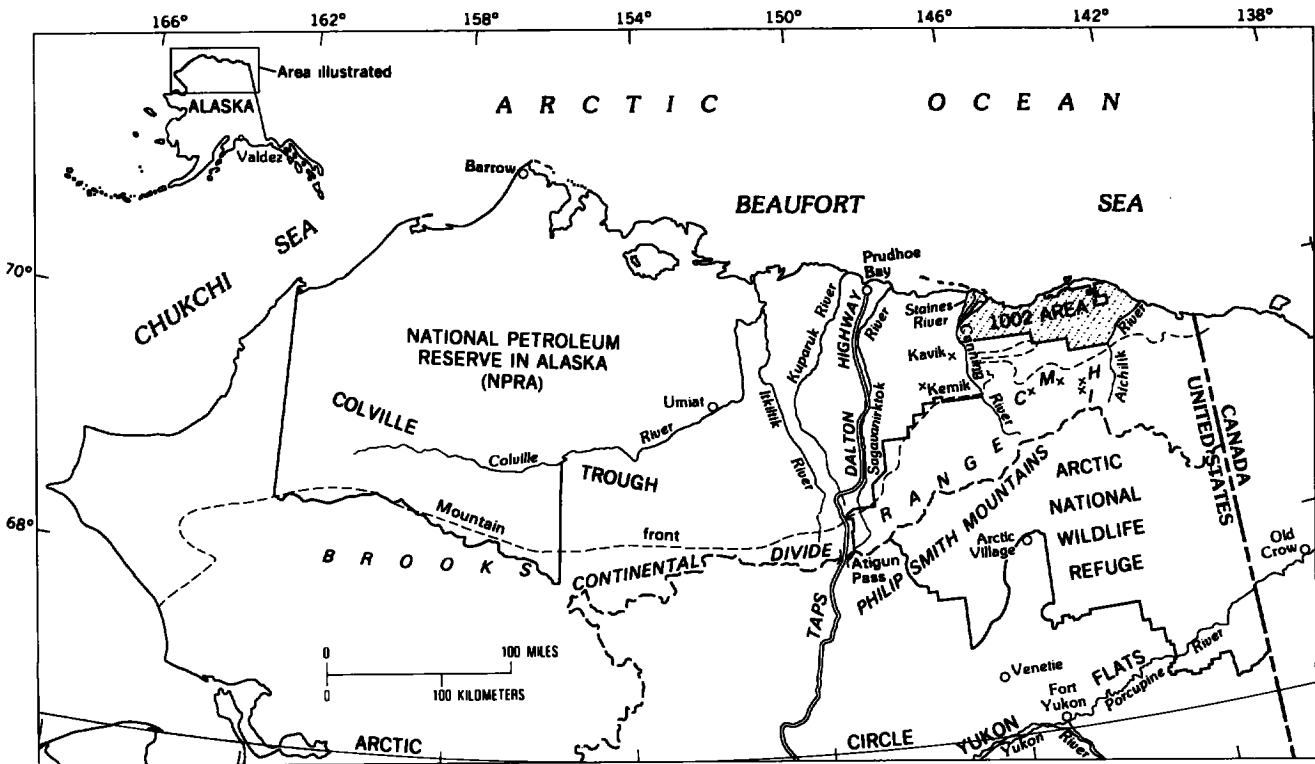 166°
162°
158°
154°
150°
146°
142°
138°
Area illustrated
ALASKA
Valdez
ARCTIC OCEAN
Barrow
BEAUFORT SEA
CHUKCHI SEA
70°
68°
Prudhoe
Bay
NATIONAL PETROLEUM
RESERVE IN ALASKA
(NPRA)
Kuparuk River
HIGHWAY
River
Staines
River
1002 AREA
River
Canning
Kavik
Kemik
C M H
Aichilik
River
COLVILLE
Umiat
River
Colville
TROUGH
Itkillik
River
DALTON
Sagavanirktok
CANADA
UNITED STATES
Mountain front
BROOKS
RANGE
CONTINENTAL DIVIDE
Atigun
Pass
PHILIP SMITH MOUNTAINS
ARCTIC
NATIONAL
WILDLIFE
REFUGE
Arctic
Village
Old
Crow
TAPS
0 100 MILES
0 100 KILOMETERS
Venetie
FLATS
Fort
Yukon
Porcupine River
YUKON
Yukon River
ARCTIC CIRCLE